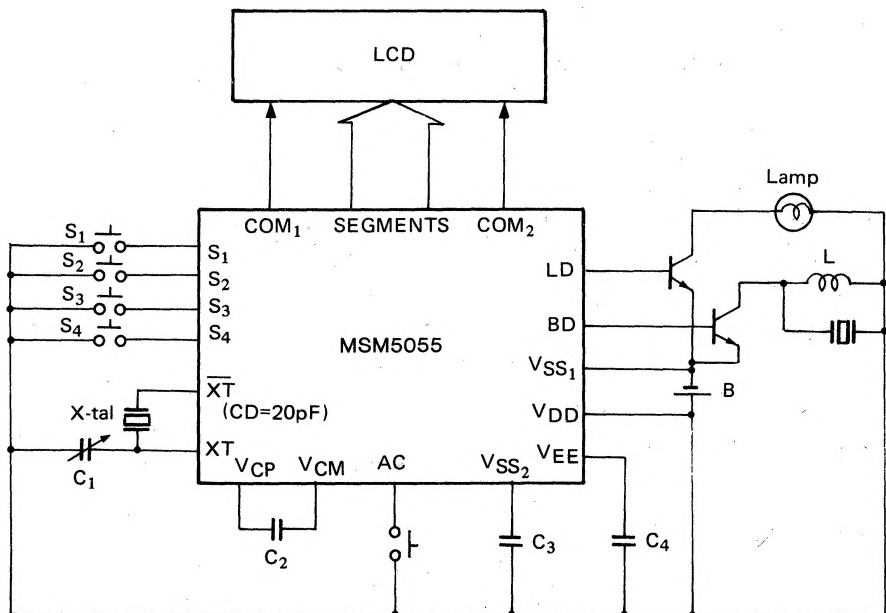 LCD
Lamp
COM₁ SEGMENTS COM₂
S₁ S₁
S₂ S₂
S₃ S₃
S₄ S₄
LD
L
BD
MSM5055
VSS₁
B
X̅T̅
VDD
X-tal
(CD=20pF)
XT
VEE
C₁
VCP VCM AC VSS₂
C₂
C₃
C₄